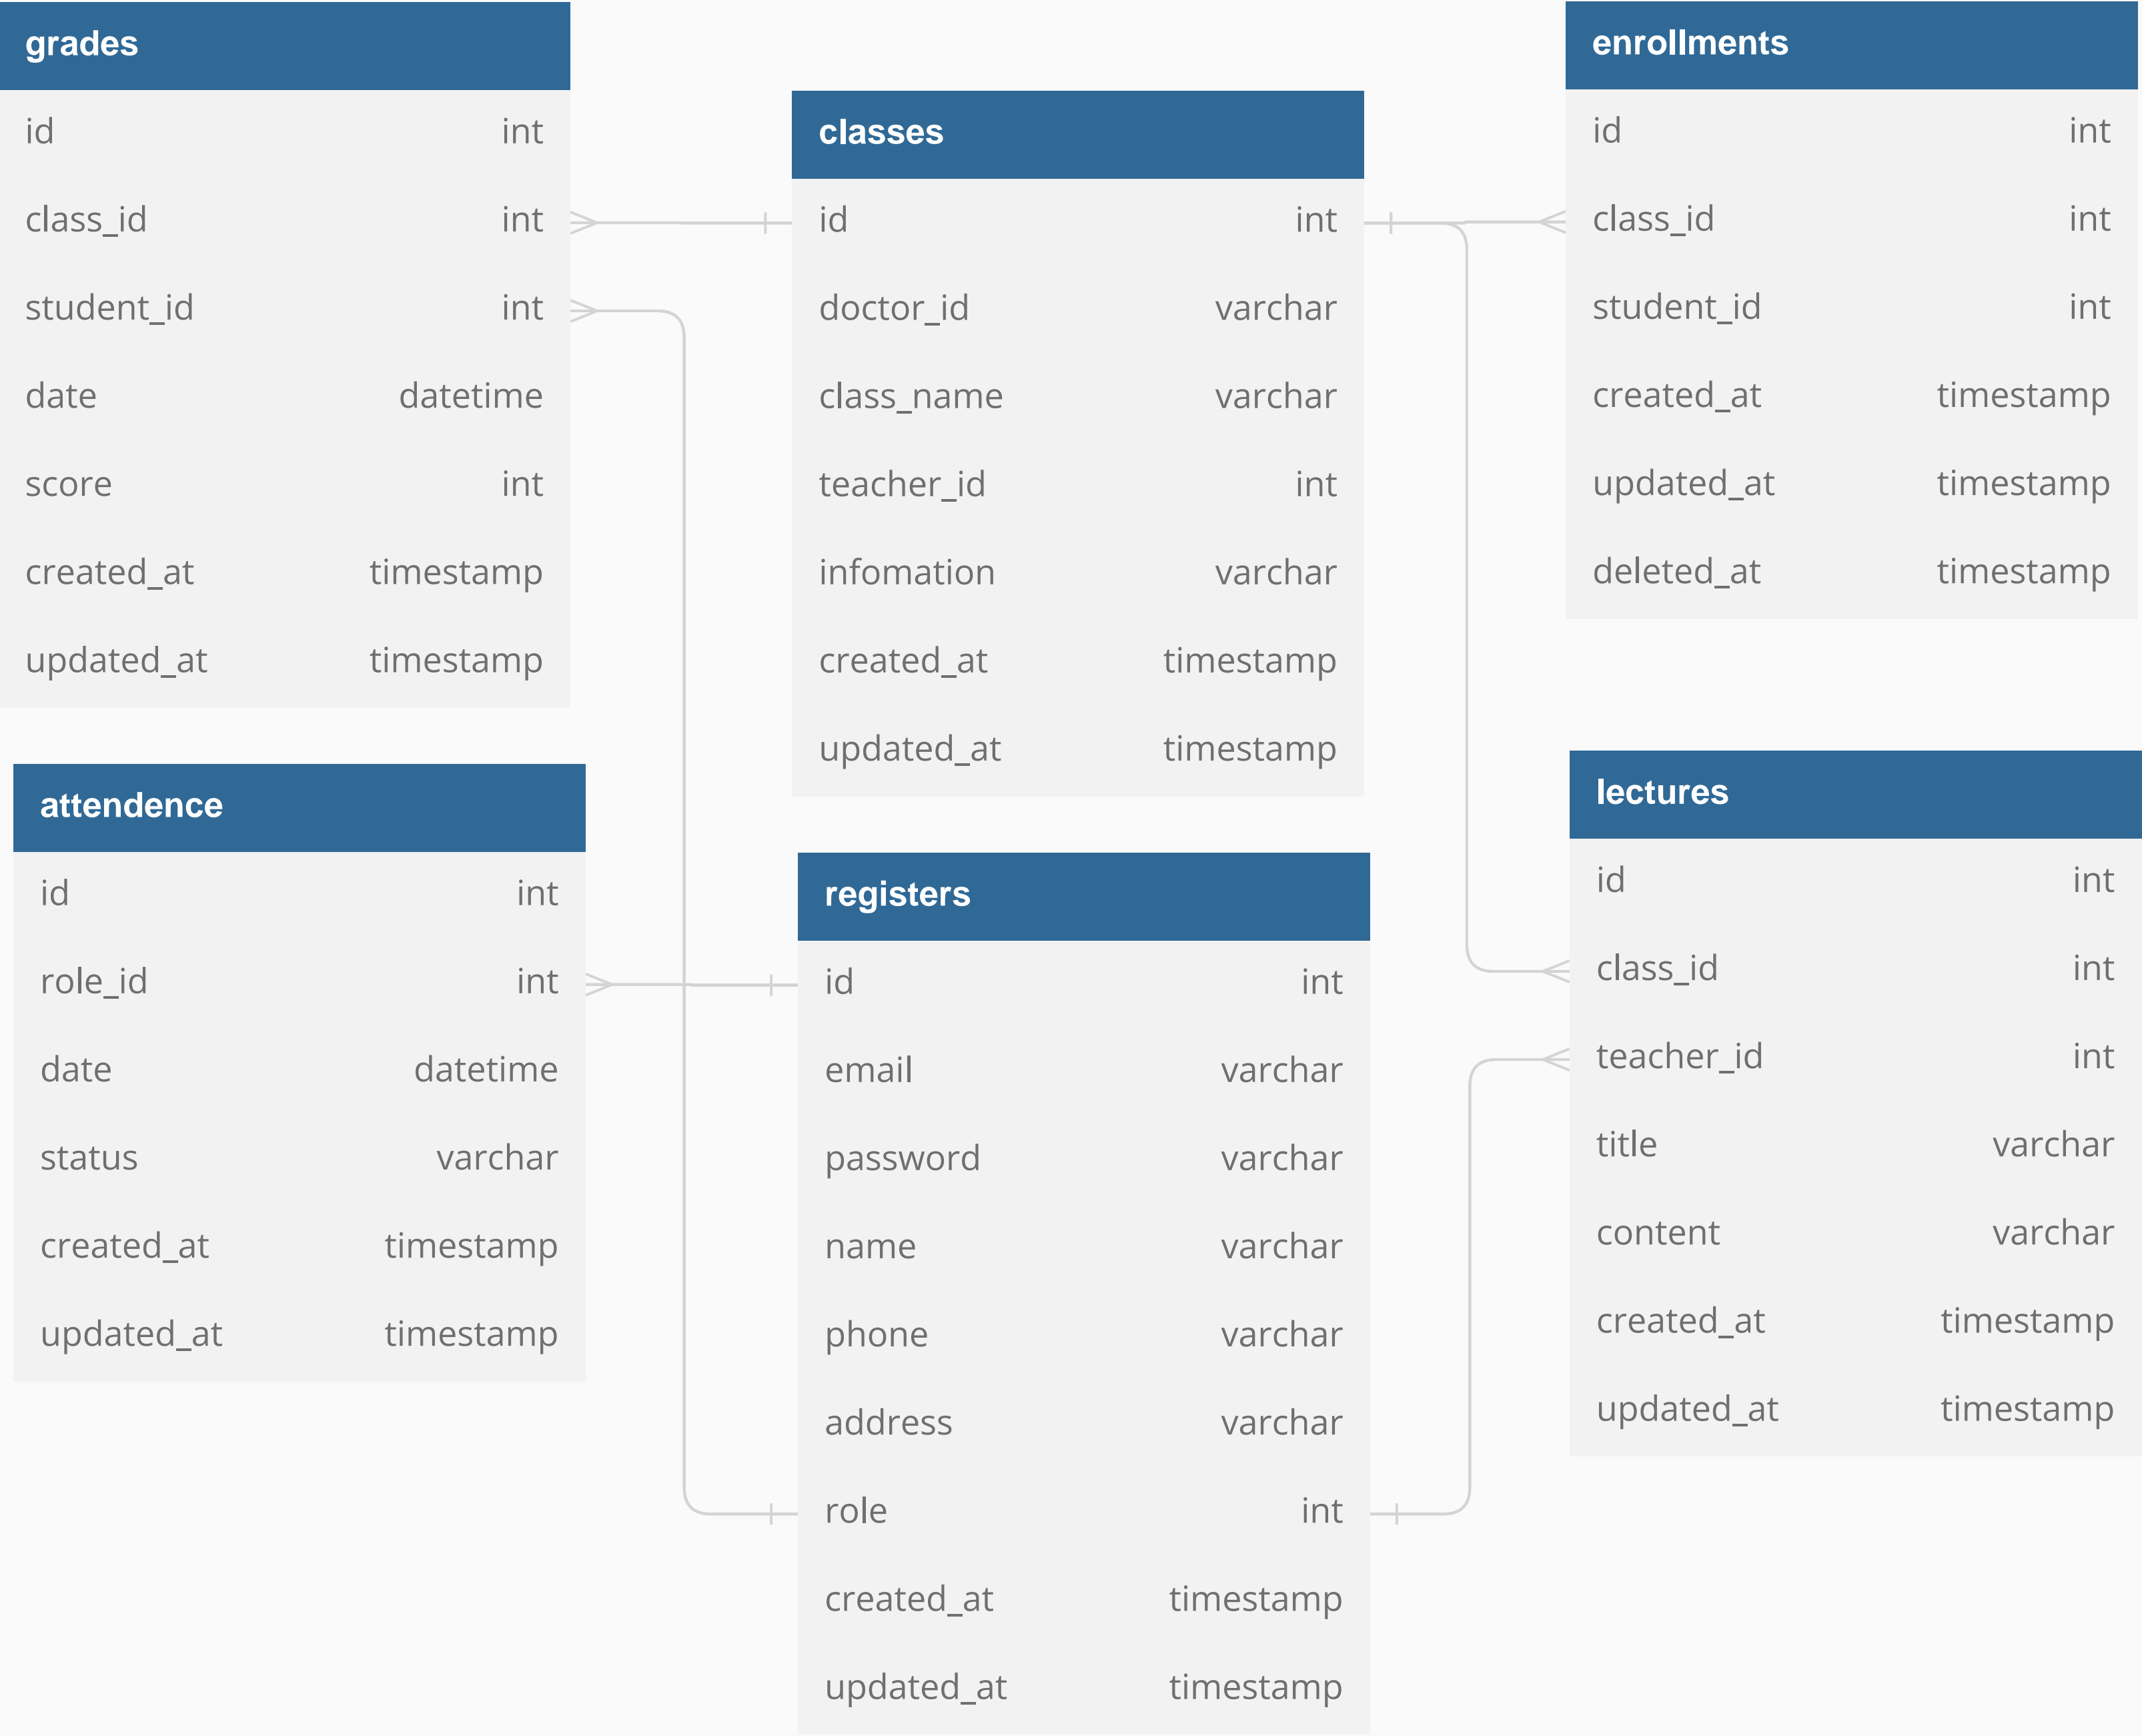 grades
id int
class_id int
student_id int
date datetime
score int
created_at timestamp
updated_at timestamp
classes
id int
doctor_id varchar
class_name varchar
teacher_id int
infomation varchar
created_at timestamp
updated_at timestamp
enrollments
id int
class_id int
student_id int
created_at timestamp
updated_at timestamp
deleted_at timestamp
attendence
id int
role_id int
date datetime
status varchar
created_at timestamp
updated_at timestamp
registers
id int
email varchar
password varchar
name varchar
phone varchar
address varchar
role int
created_at timestamp
updated_at timestamp
lectures
id int
class_id int
teacher_id int
title varchar
content varchar
created_at timestamp
updated_at timestamp